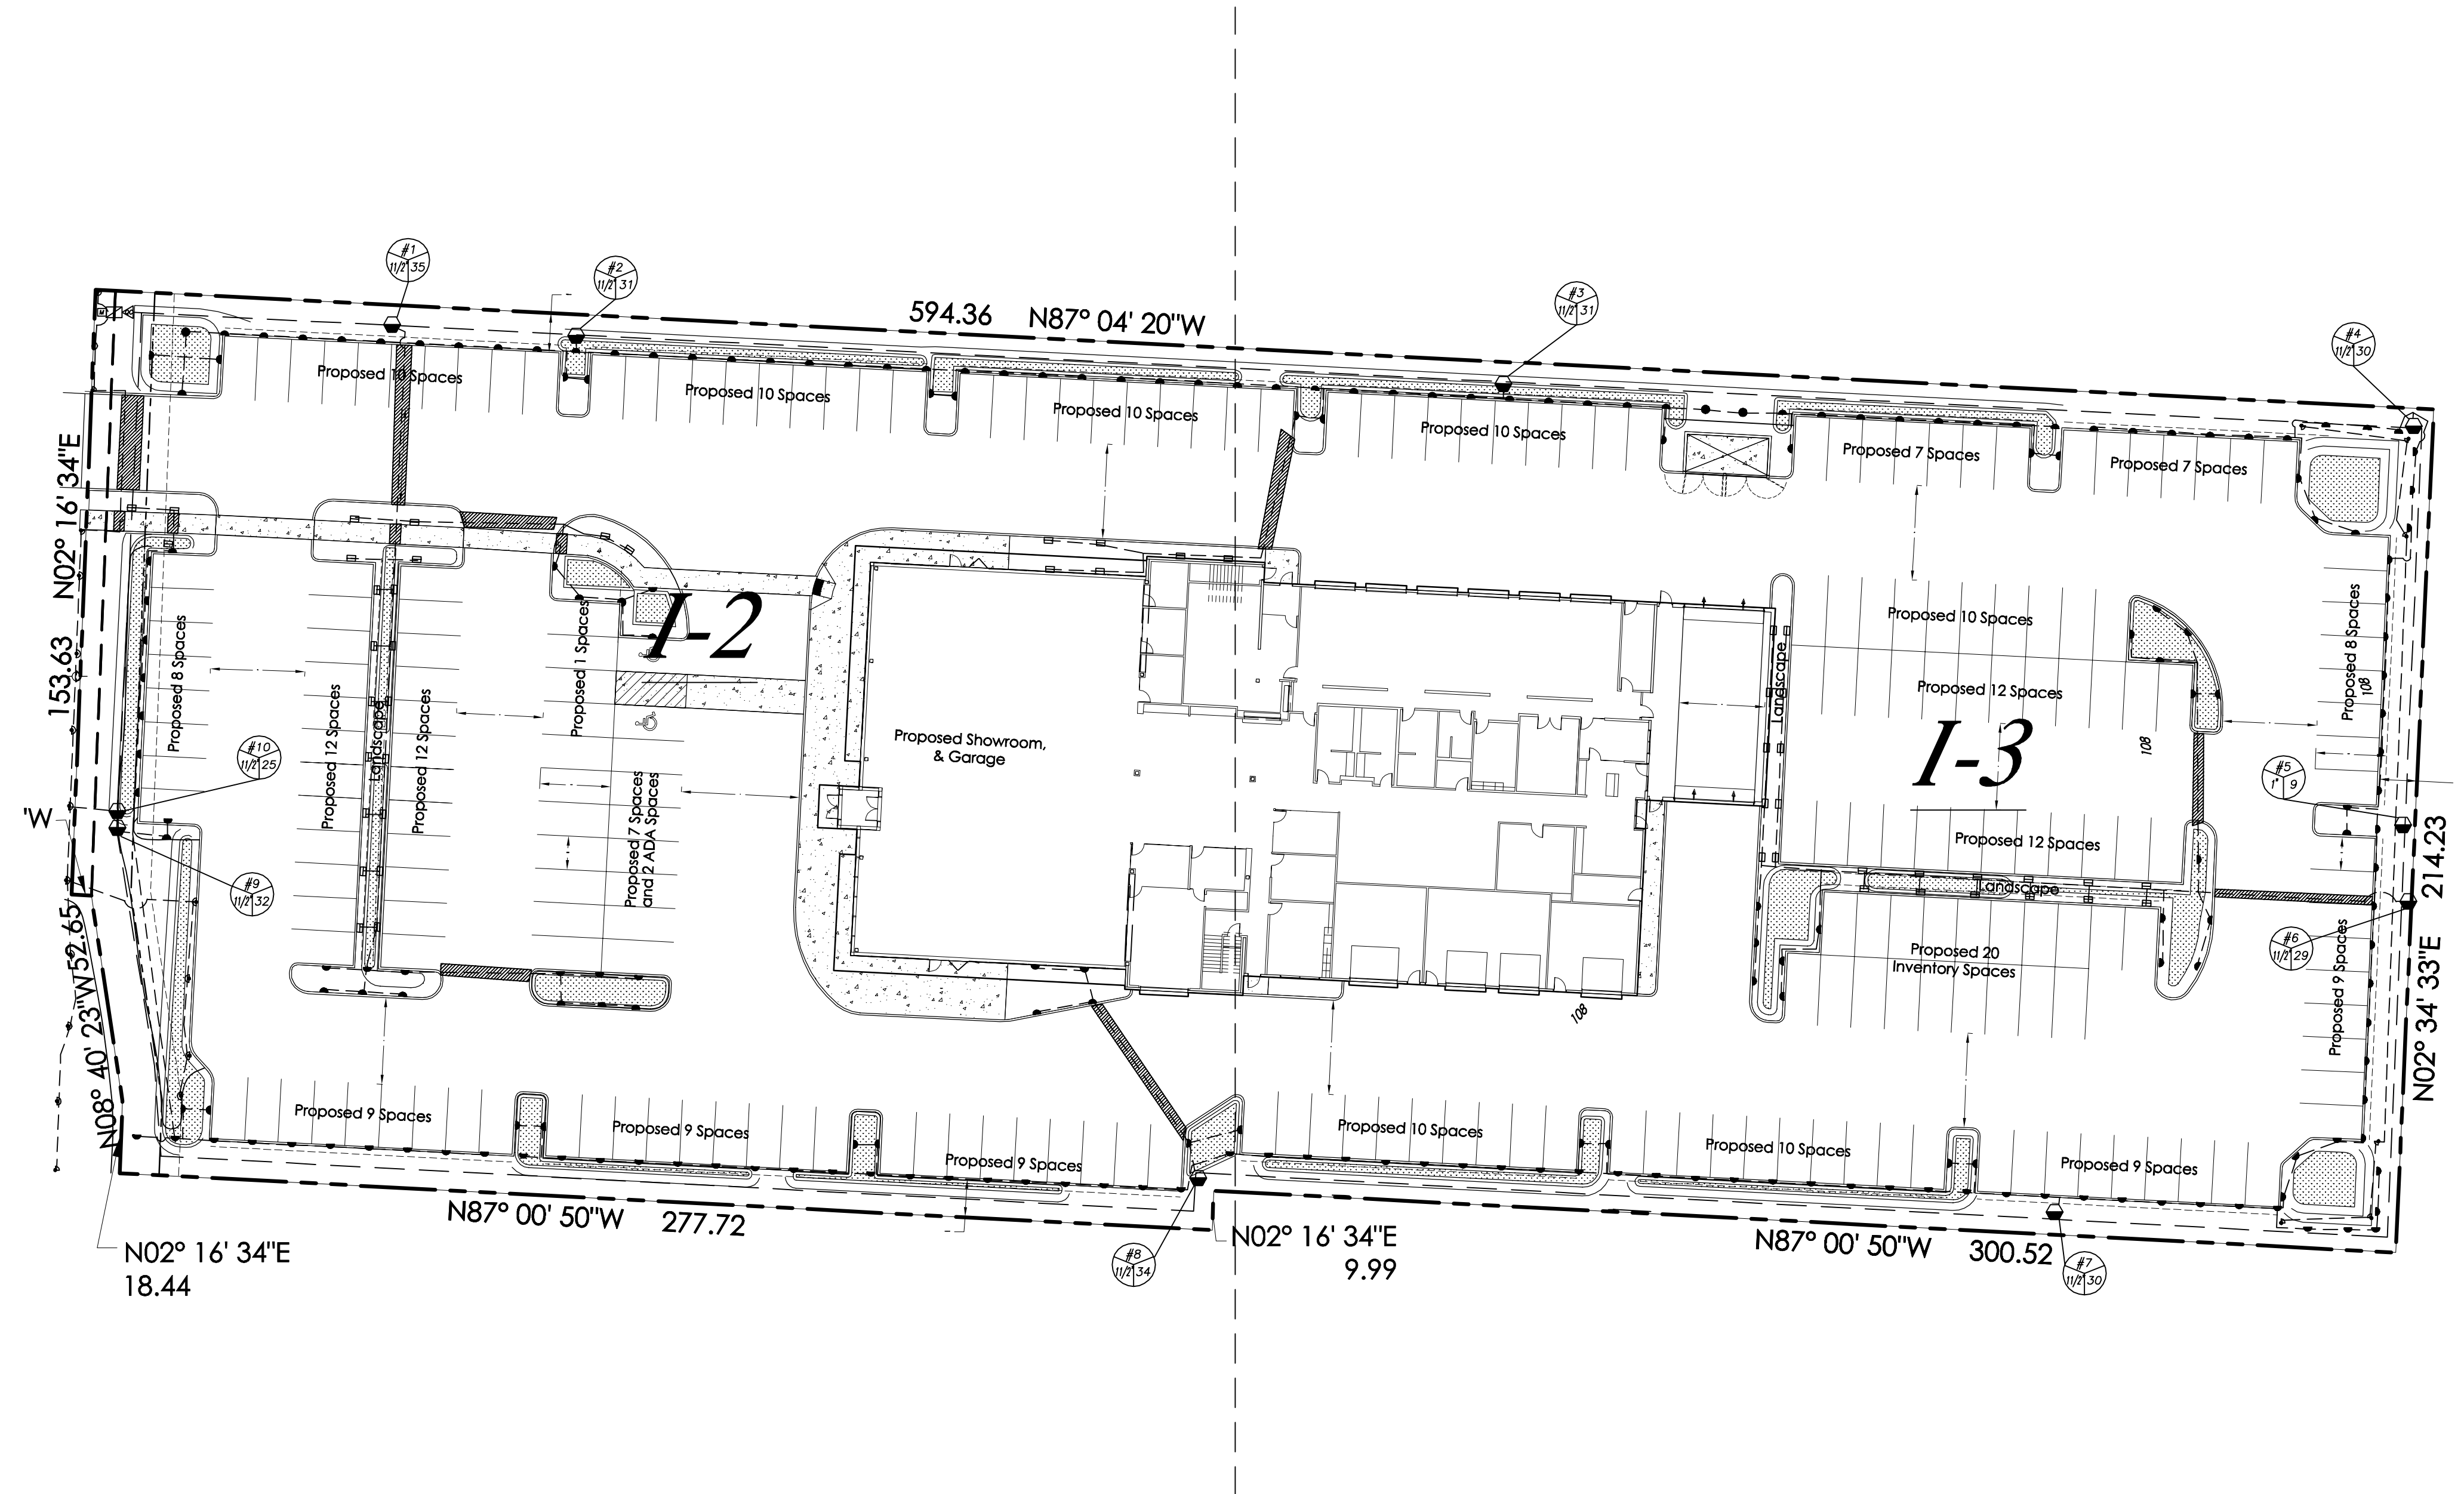 #1
11/2" 35
#2
11/2" 31
#3
11/2" 31
#4
11/2" 30
594.36 N87° 04' 20"W
Proposed 10 Spaces
Proposed 10 Spaces
Proposed 10 Spaces
Proposed 10 Spaces
Proposed 7 Spaces
Proposed 7 Spaces
153.63 N02° 16' 34"E
Proposed 8 Spaces
Proposed 12 Spaces
Landscape
Proposed 12 Spaces
Proposed 1 Spaces
I-2
Proposed 7 Spaces
and 2 ADA Spaces
Proposed Showroom,
& Garage
Landscape
Proposed 10 Spaces
Proposed 12 Spaces
I-3
108
Proposed 12 Spaces
Landscape
Proposed 20
Inventory Spaces
Proposed 8 Spaces
108
Proposed 9 Spaces
#5
1" 9
#6
11/2" 29
N02° 34' 33"E 214.23
#10
11/2" 25
#9
11/2" 32
'W
N08° 40' 23"W 52.65
108
Proposed 9 Spaces
Proposed 9 Spaces
Proposed 9 Spaces
Proposed 10 Spaces
Proposed 10 Spaces
Proposed 9 Spaces
N87° 00' 50"W 277.72
N02° 16' 34"E
18.44
#8
11/2" 34
N02° 16' 34"E
9.99
N87° 00' 50"W 300.52
#7
11/2" 30